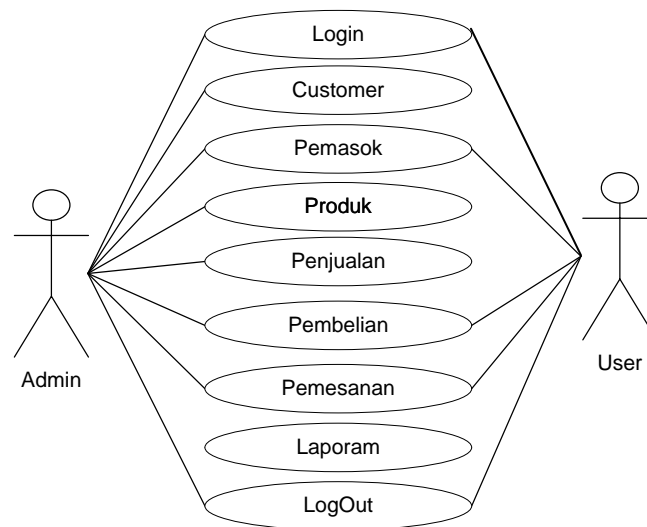 Login
Customer
Pemasok
Produk
Penjualan
Pembelian
Pemesanan
Laporam
LogOut
Admin
User